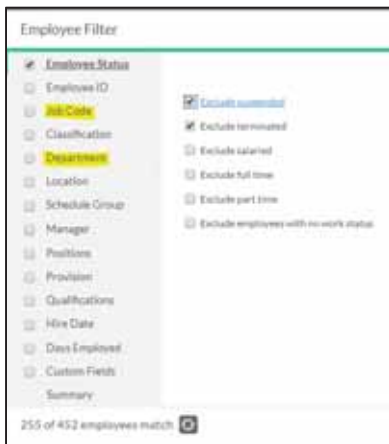 Employee Filter
Employee Status
Employee ID
Job Code
Classification
Department
Location
Schedule Group
Manager
Positions
Provision
Qualifications
Hire Date
Days Employed
Custom Fields
Summary
Exclude suspended
Exclude terminated
Exclude salaried
Exclude full time
Exclude part time
Exclude employees with no work status
255 of 452 employees match